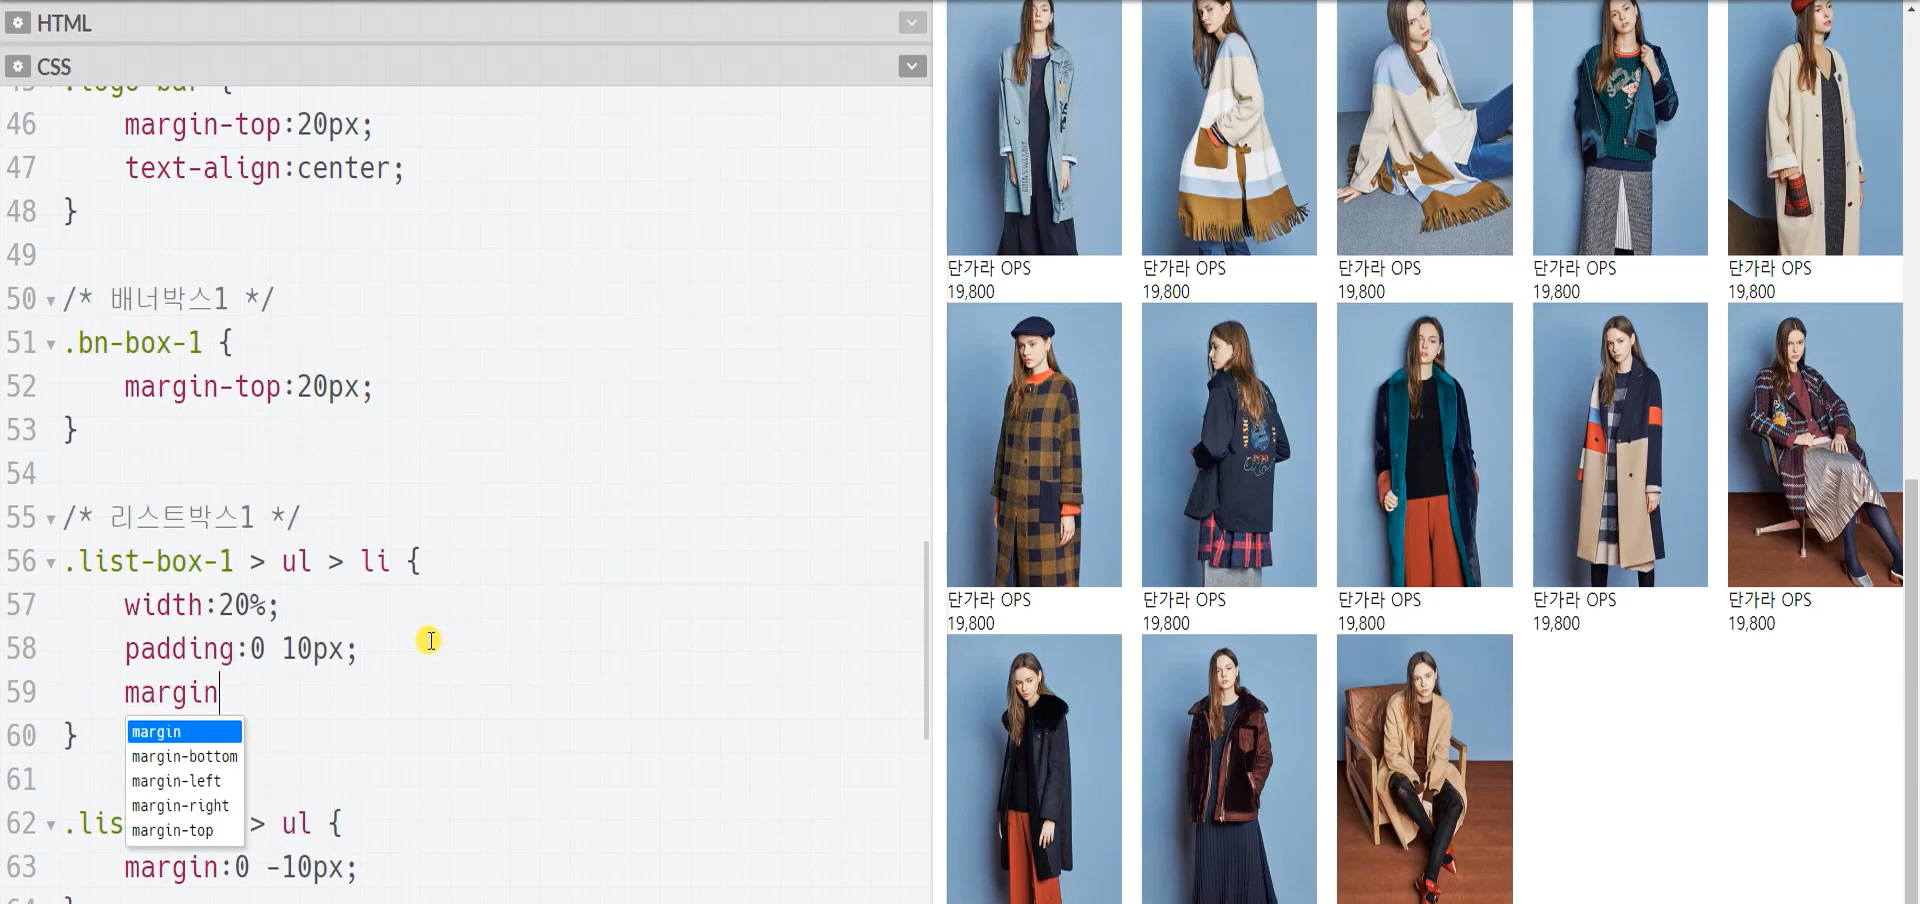 HTML
CSS
45 .logo-bar {
46 margin-top:20px;
47 text-align:center;
48 }
49
50 /* 배너박스1 */
51 .bn-box-1 {
52 margin-top:20px;
53 }
54
55 /* 리스트박스1 */
56 .list-box-1 > ul > li {
57 width:20%;
58 padding:0 10px;
59 margin
60 }
61
62 .lis > ul {
63 margin:0 -10px;
64 }
margin
margin-bottom
margin-left
margin-right
margin-top
단가라 OPS 단가라 OPS 단가라 OPS 단가라 OPS 단가라 OPS
19,800 19,800 19,800 19,800 19,800
단가라 OPS 단가라 OPS 단가라 OPS 단가라 OPS 단가라 OPS
19,800 19,800 19,800 19,800 19,800